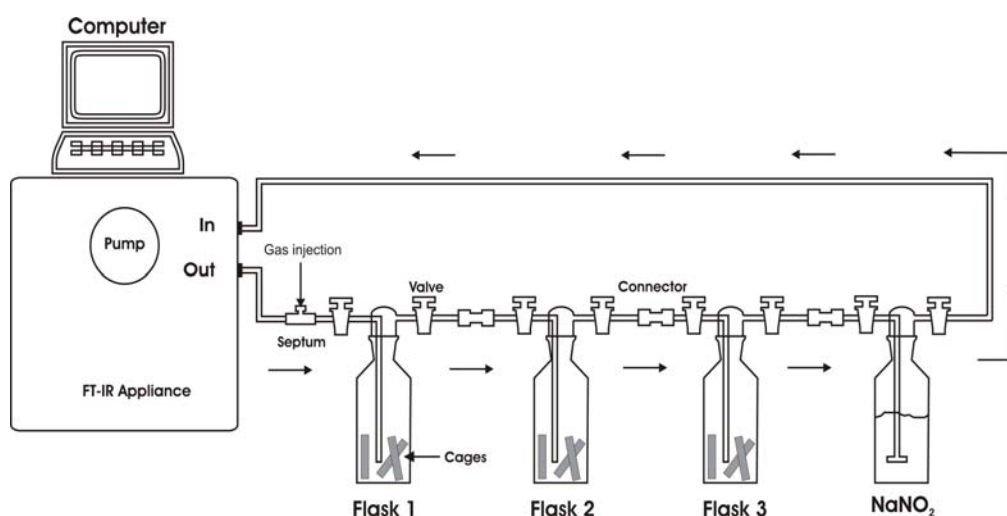 Computer
In
Pump
Gas injection
Out
Valve
Connector
Septum
FT-IR Appliance
Cages
Flask 1
Flask 2
Flask 3
NaNO₂